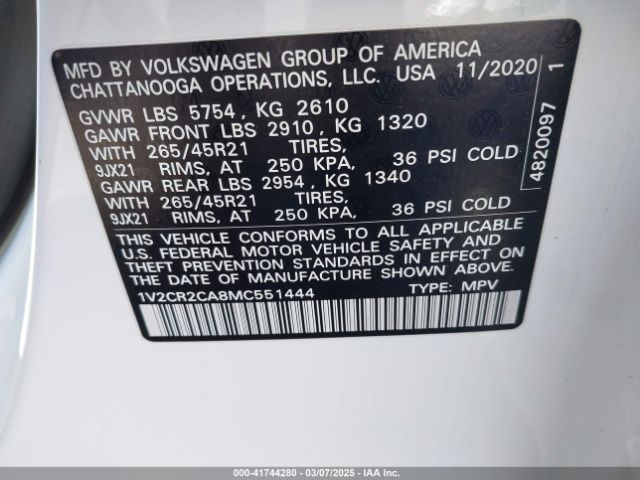 MFD BY VOLKSWAGEN GROUP OF AMERICA
CHATTANOOGA OPERATIONS, LLC. USA 11/2020
GVWR LBS 5754, KG 2610
GAWR FRONT LBS 2910, KG 1320
WITH 265/45R21 TIRES,
9JX21 RIMS, AT 250 KPA, 36 PSI COLD
GAWR REAR LBS 2954, KG 1340
WITH 265/45R21 TIRES,
9JX21 RIMS, AT 250 KPA, 36 PSI COLD
THIS VEHICLE CONFORMS TO ALL APPLICABLE
U.S. FEDERAL MOTOR VEHICLE SAFETY AND
THEFT PREVENTION STANDARDS IN EFFECT ON
THE DATE OF MANUFACTURE SHOWN ABOVE.
1V2CR2CA8MC551444 TYPE: MPV
4820097 1
000-41744280 - 03/07/2025 - IAAI.CA